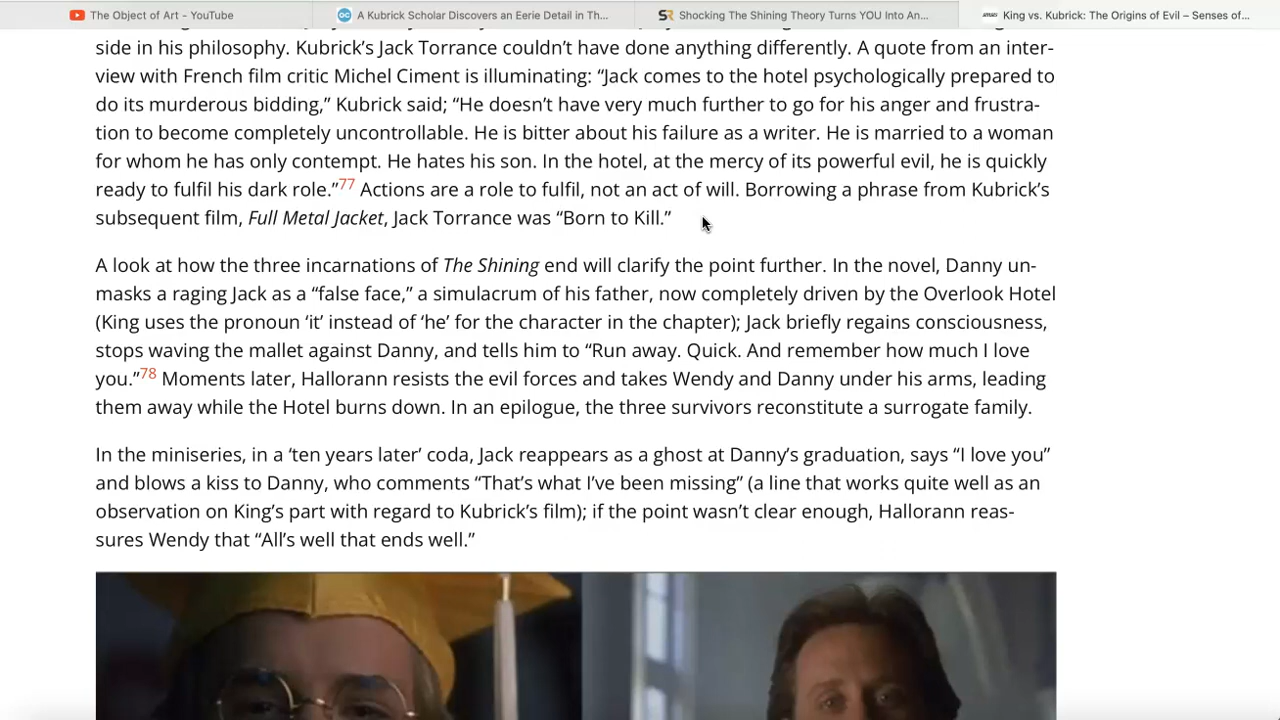 The Object of Art - YouTube
A Kubrick Scholar Discovers an Eerie Detail in Th...
Shocking The Shining Theory Turns YOU Into An...
King vs. Kubrick: The Origins of Evil – Senses of...
side in his philosophy. Kubrick’s Jack Torrance couldn’t have done anything differently. A quote from an inter-
view with French film critic Michel Ciment is illuminating: “Jack comes to the hotel psychologically prepared to
do its murderous bidding,” Kubrick said; “He doesn’t have very much further to go for his anger and frustra-
tion to become completely uncontrollable. He is bitter about his failure as a writer. He is married to a woman
for whom he has only contempt. He hates his son. In the hotel, at the mercy of its powerful evil, he is quickly
ready to fulfil his dark role.”77 Actions are a role to fulfil, not an act of will. Borrowing a phrase from Kubrick’s
subsequent film, Full Metal Jacket, Jack Torrance was “Born to Kill.”
A look at how the three incarnations of The Shining end will clarify the point further. In the novel, Danny un-
masks a raging Jack as a “false face,” a simulacrum of his father, now completely driven by the Overlook Hotel
(King uses the pronoun ‘it’ instead of ‘he’ for the character in the chapter); Jack briefly regains consciousness,
stops waving the mallet against Danny, and tells him to “Run away. Quick. And remember how much I love
you.”78 Moments later, Hallorann resists the evil forces and takes Wendy and Danny under his arms, leading
them away while the Hotel burns down. In an epilogue, the three survivors reconstitute a surrogate family.
In the miniseries, in a ‘ten years later’ coda, Jack reappears as a ghost at Danny’s graduation, says “I love you”
and blows a kiss to Danny, who comments “That’s what I’ve been missing” (a line that works quite well as an
observation on King’s part with regard to Kubrick’s film); if the point wasn’t clear enough, Hallorann reas-
sures Wendy that “All’s well that ends well.”